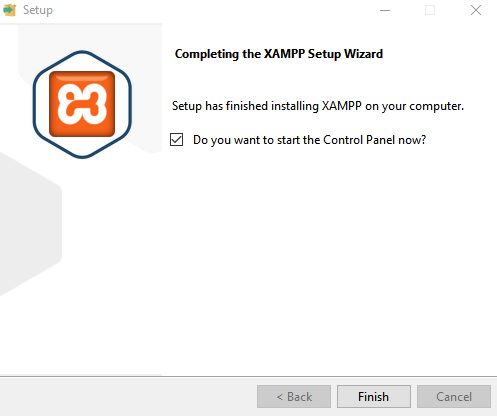 Setup
Completing the XAMPP Setup Wizard
Setup has finished installing XAMPP on your computer.
Do you want to start the Control Panel now?
< Back
Finish
Cancel